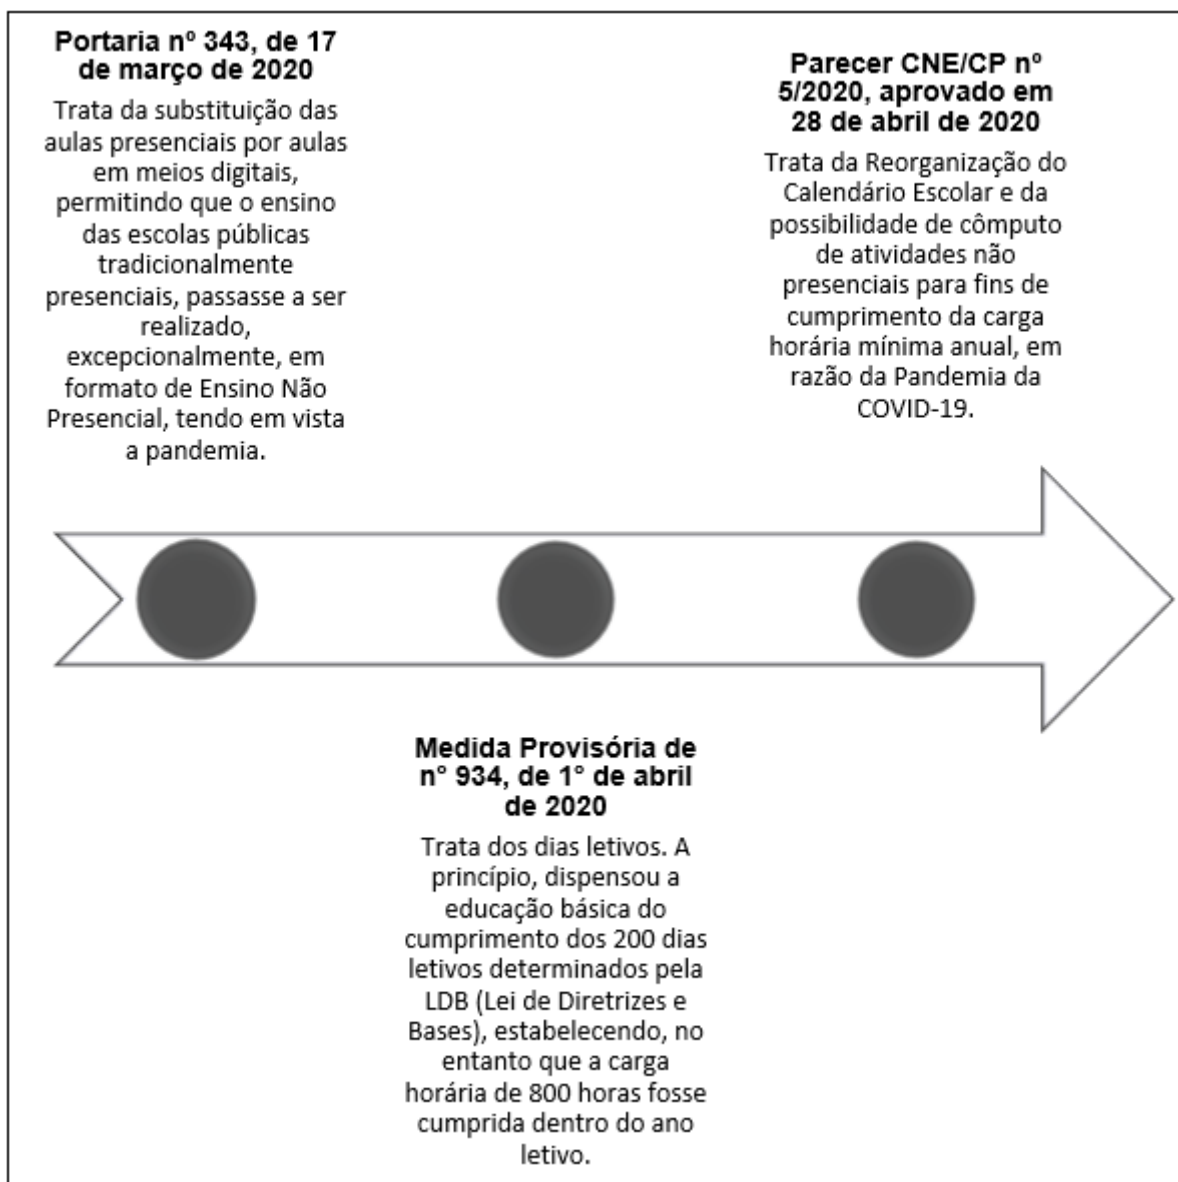 Portaria nº 343, de 17
de março de 2020
Trata da substituição das
aulas presenciais por aulas
em meios digitais,
permitindo que o ensino
das escolas públicas
tradicionalmente
presenciais, passasse a ser
realizado,
excepcionalmente, em
formato de Ensino Não
Presencial, tendo em vista
a pandemia.
Medida Provisória de
n° 934, de 1° de abril
de 2020
Trata dos dias letivos. A
princípio, dispensou a
educação básica do
cumprimento dos 200 dias
letivos determinados pela
LDB (Lei de Diretrizes e
Bases), estabelecendo, no
entanto que a carga
horária de 800 horas fosse
cumprida dentro do ano
letivo.
Parecer CNE/CP nº
5/2020, aprovado em
28 de abril de 2020
Trata da Reorganização do
Calendário Escolar e da
possibilidade de cômputo
de atividades não
presenciais para fins de
cumprimento da carga
horária mínima anual, em
razão da Pandemia da
COVID-19.